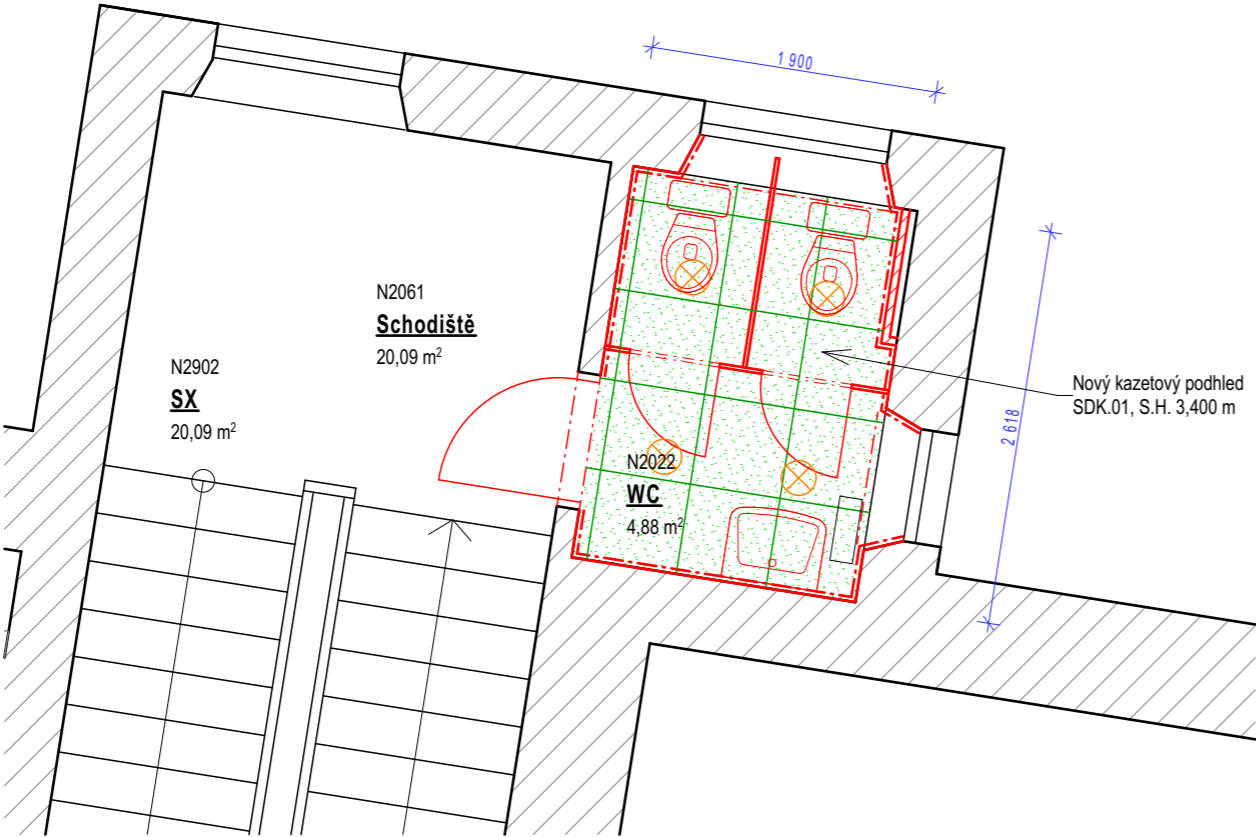 1 900
N2061
Schodiště
20,09 m²
N2902
SX
20,09 m²
Nový kazetový podhled
SDK.01, S.H. 3,400 m
2 618
N2022
WC
4,88 m²